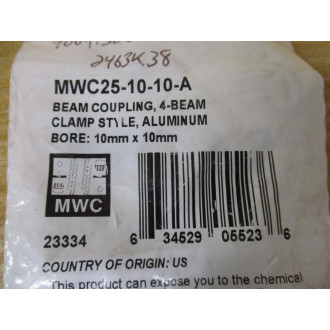 2463K38
MWC25-10-10-A
BEAM COUPLING, 4-BEAM
CLAMP STYLE, ALUMINUM
BORE: 10mm x 10mm
MWC
23334
6 34529 05523 6
COUNTRY OF ORIGIN: US
This product can expose you to the chemical